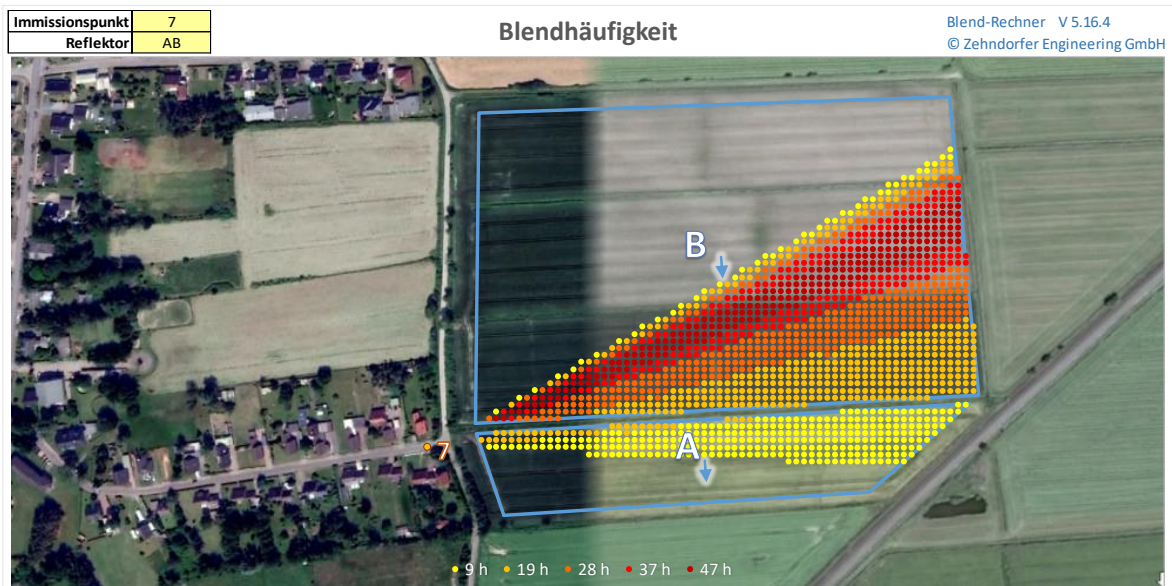 Immissionspunkt 7
Reflektor AB
Blendhäufigkeit
Blend-Rechner V 5.16.4
© Zehndorfer Engineering GmbH
B
A
7
9 h 19 h 28 h 37 h 47 h